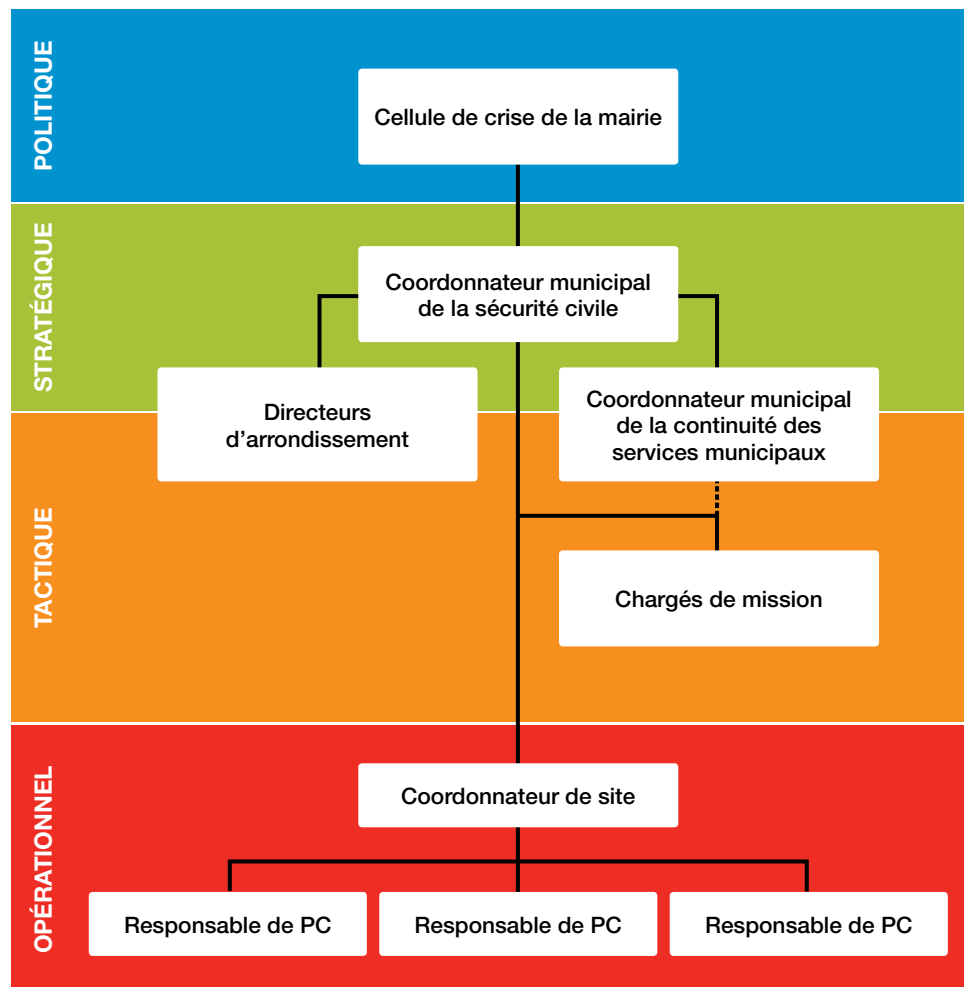 POLITIQUE
Cellule de crise de la mairie
STRATÉGIQUE
Coordonnateur municipal
de la sécurité civile
Directeurs
d’arrondissement
Coordonnateur municipal
de la continuité des
services municipaux
TACTIQUE
Chargés de mission
OPÉRATIONNEL
Coordonnateur de site
Responsable de PC
Responsable de PC
Responsable de PC